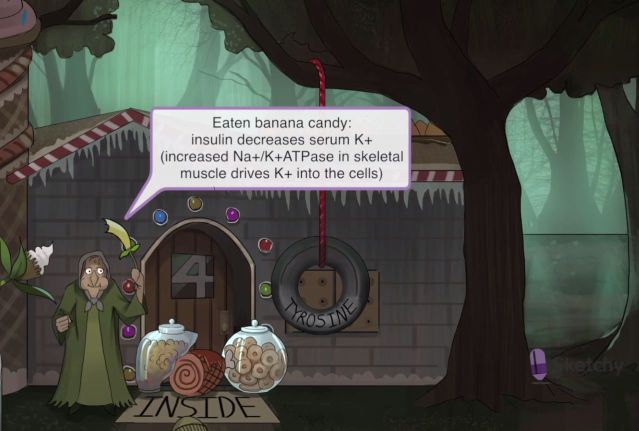 Eaten banana candy:
insulin decreases serum K+
(increased Na+/K+ATPase in skeletal
muscle drives K+ into the cells)
4
TYROSINE
INSIDE
Sketchy